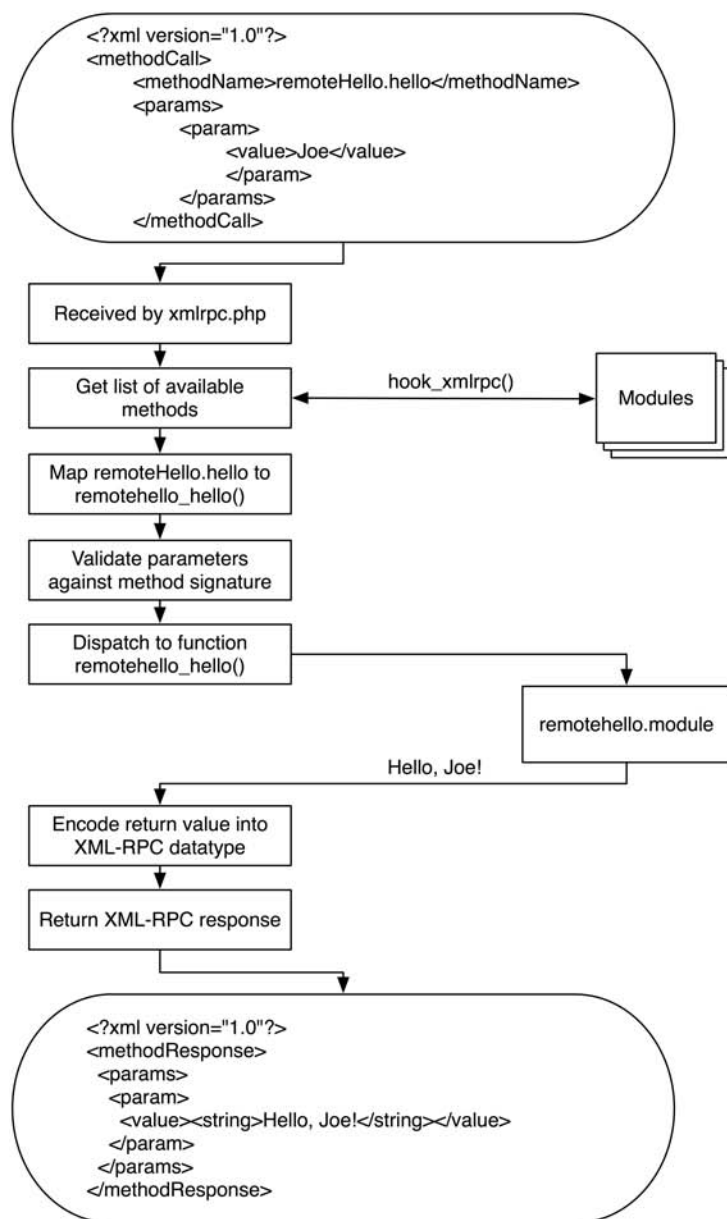 <?xml version="1.0"?>
<methodCall>
<methodName>remoteHello.hello</methodName>
<params>
<param>
<value>Joe</value>
</param>
</params>
</methodCall>
Received by xmlrpc.php
Get list of available
methods
hook_xmlrpc()
Modules
Map remoteHello.hello to
remotehello_hello()
Validate parameters
against method signature
Dispatch to function
remotehello_hello()
remotehello.module
Hello, Joe!
Encode return value into
XML-RPC datatype
Return XML-RPC response
<?xml version="1.0"?>
<methodResponse>
<params>
<param>
<value><string>Hello, Joe!</string></value>
</param>
</params>
</methodResponse>